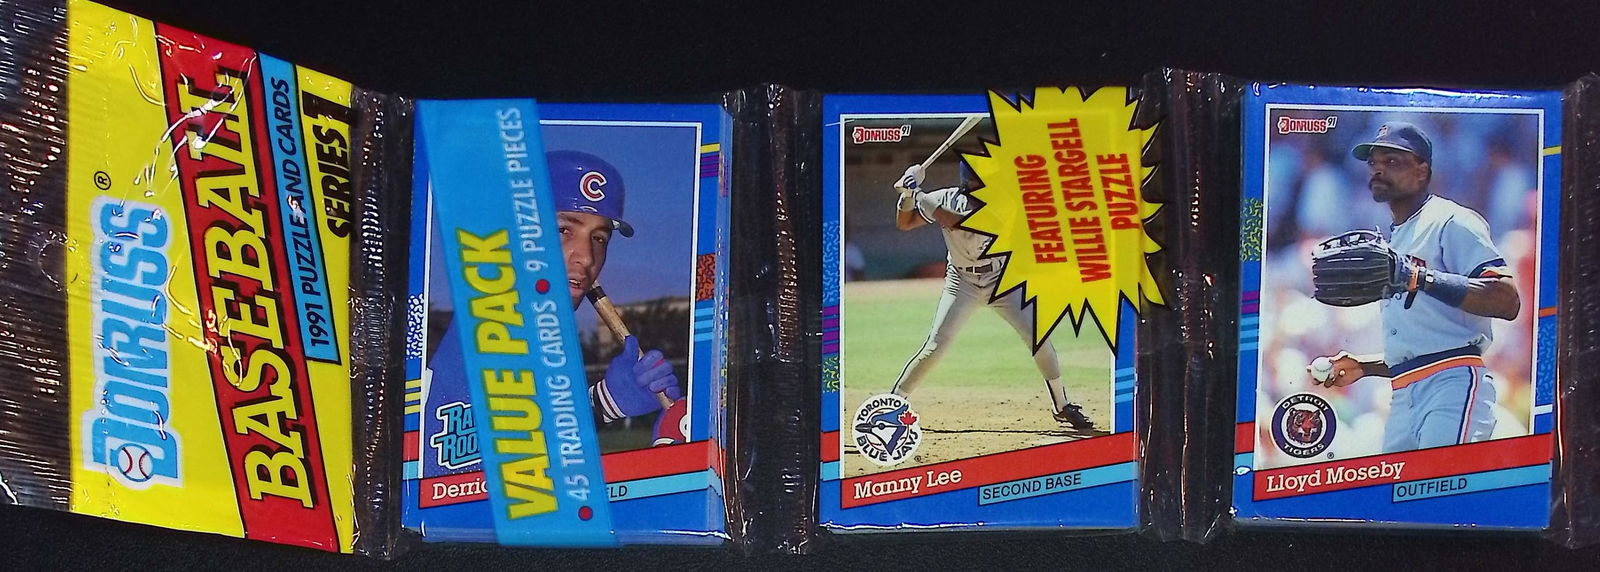 DONRUSS®
BASEBALL
1991 PUZZLE AND CARDS
SERIES 1
VALUE PACK
• 45 TRADING CARDS • 9 PUZZLE PIECES
C
Derric
LD
DONRUSS '91
FEATURING
WILLIE STARGELL
PUZZLE
TORONTO
BLUE JAYS
Manny Lee
SECOND BASE
DONRUSS '91
DETROIT
TIGERS
Lloyd Moseby
OUTFIELD